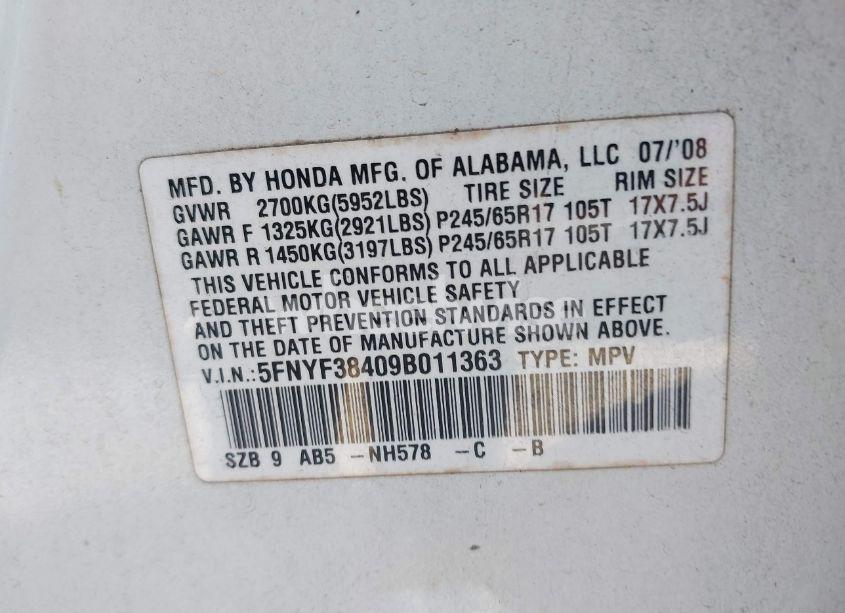 MFD. BY HONDA MFG. OF ALABAMA, LLC 07/'08
GVWR 2700KG(5952LBS) TIRE SIZE RIM SIZE
GAWR F 1325KG(2921LBS) P245/65R17 105T 17X7.5J
GAWR R 1450KG(3197LBS) P245/65R17 105T 17X7.5J
THIS VEHICLE CONFORMS TO ALL APPLICABLE
FEDERAL MOTOR VEHICLE SAFETY
AND THEFT PREVENTION STANDARDS IN EFFECT
ON THE DATE OF MANUFACTURE SHOWN ABOVE.
V.I.N.: 5FNYF38409B011363 TYPE: MPV
SZB 9 AB5 -NH578 -C -B